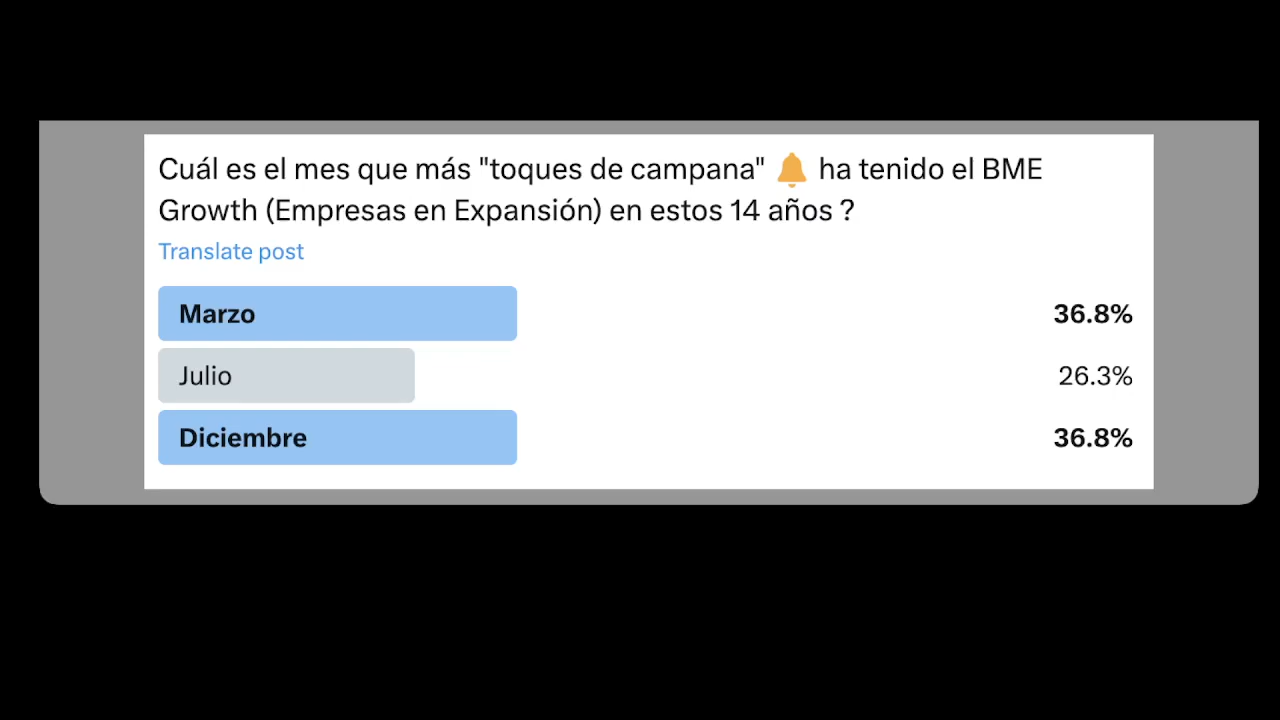 Cuál es el mes que más "toques de campana" 🔔 ha tenido el BME
Growth (Empresas en Expansión) en estos 14 años ?
Translate post
Marzo 36.8%
Julio 26.3%
Diciembre 36.8%